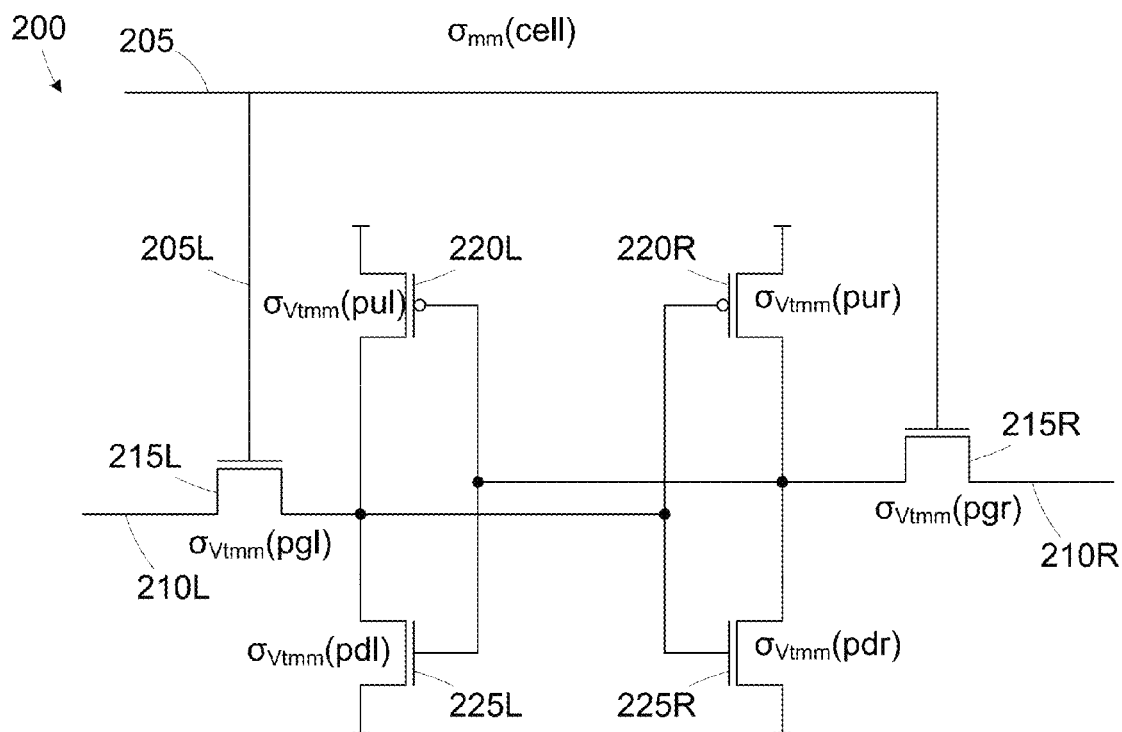 200
205
σmm(cell)
205L
220L
220R
σVtmm(pul)
σVtmm(pur)
215L
215R
σVtmm(pgl)
σVtmm(pgr)
210L
210R
σVtmm(pdl)
σVtmm(pdr)
225L
225R